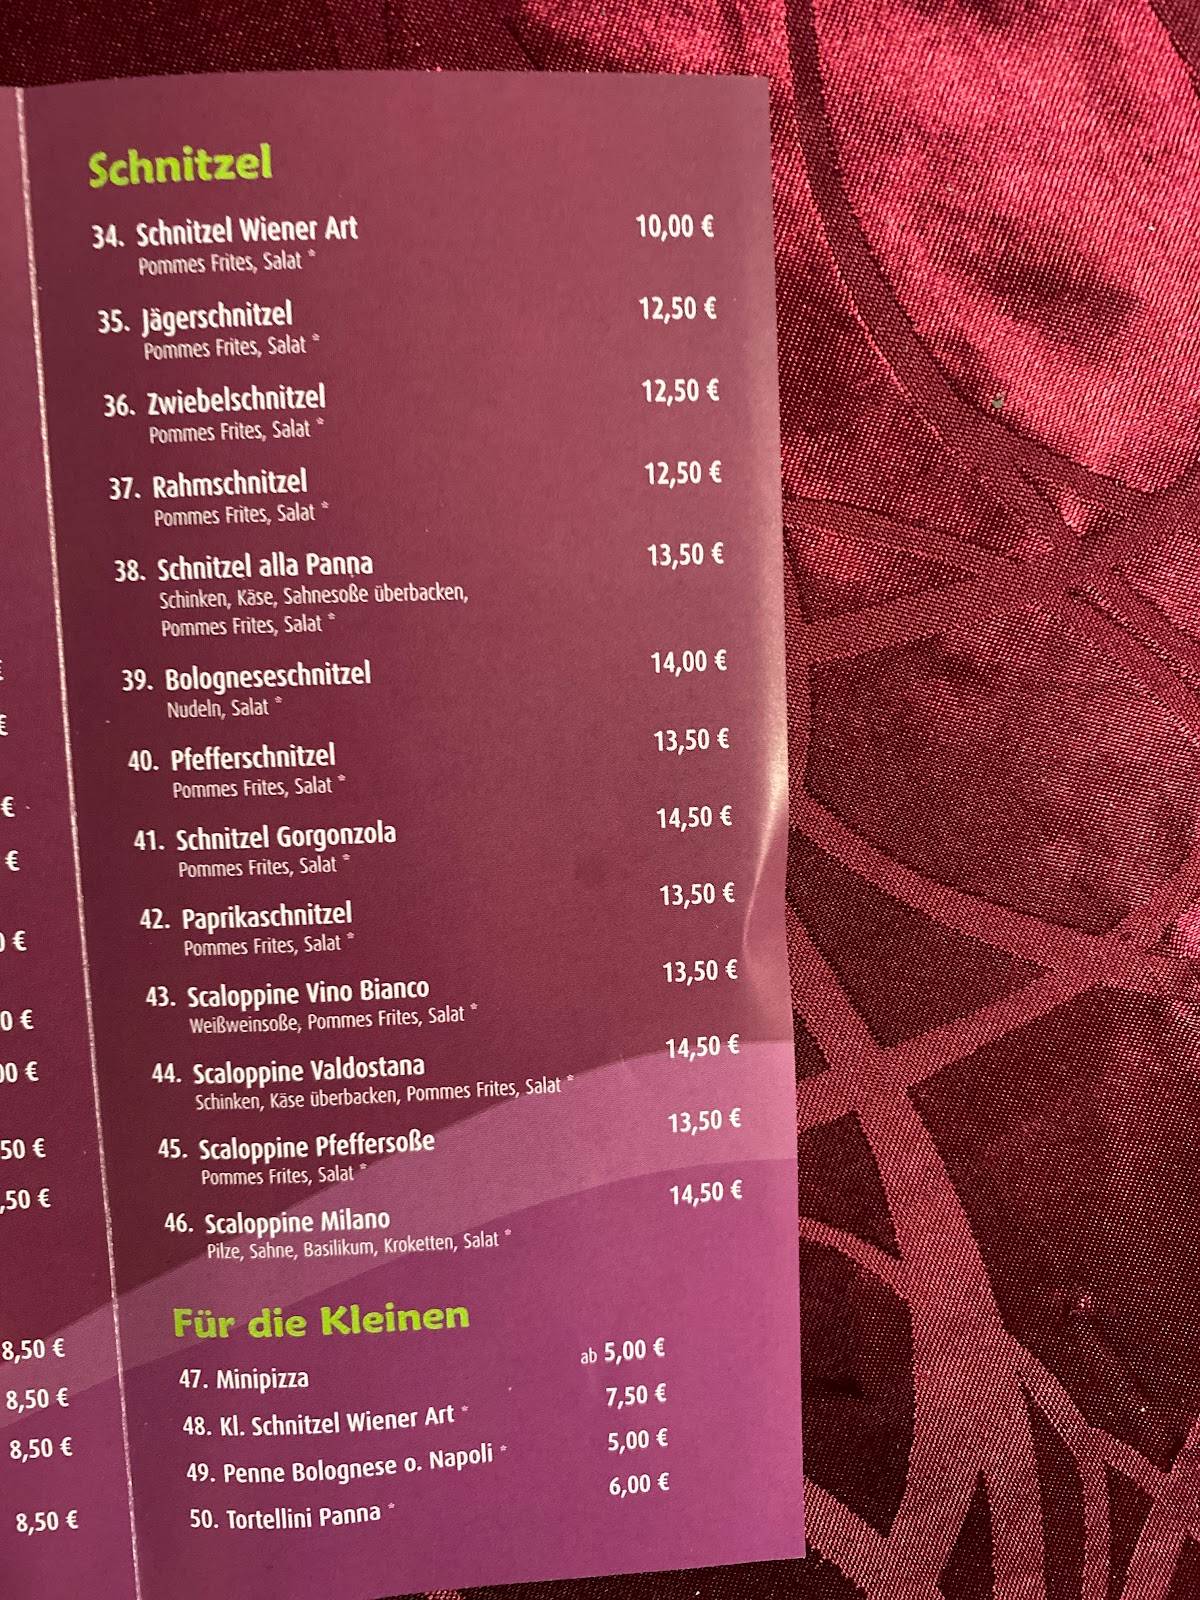 Schnitzel
34. Schnitzel Wiener Art 10,00 €
Pommes Frites, Salat *
35. Jägerschnitzel 12,50 €
Pommes Frites, Salat *
36. Zwiebelschnitzel 12,50 €
Pommes Frites, Salat *
37. Rahmschnitzel 12,50 €
Pommes Frites, Salat *
38. Schnitzel alla Panna 13,50 €
Schinken, Käse, Sahnesoße überbacken,
Pommes Frites, Salat *
39. Bologneseschnitzel 14,00 €
Nudeln, Salat *
40. Pfefferschnitzel 13,50 €
Pommes Frites, Salat *
41. Schnitzel Gorgonzola 14,50 €
Pommes Frites, Salat *
42. Paprikaschnitzel 13,50 €
Pommes Frites, Salat *
43. Scaloppine Vino Bianco 13,50 €
Weißweinsoße, Pommes Frites, Salat *
44. Scaloppine Valdostana 14,50 €
Schinken, Käse überbacken, Pommes Frites, Salat *
45. Scaloppine Pfeffersoße 13,50 €
Pommes Frites, Salat *
46. Scaloppine Milano 14,50 €
Pilze, Sahne, Basilikum, Kroketten, Salat *
Für die Kleinen
47. Minipizza ab 5,00 €
48. Kl. Schnitzel Wiener Art * 7,50 €
49. Penne Bolognese o. Napoli * 5,00 €
50. Tortellini Panna * 6,00 €
8,50 €
8,50 €
8,50 €
8,50 €